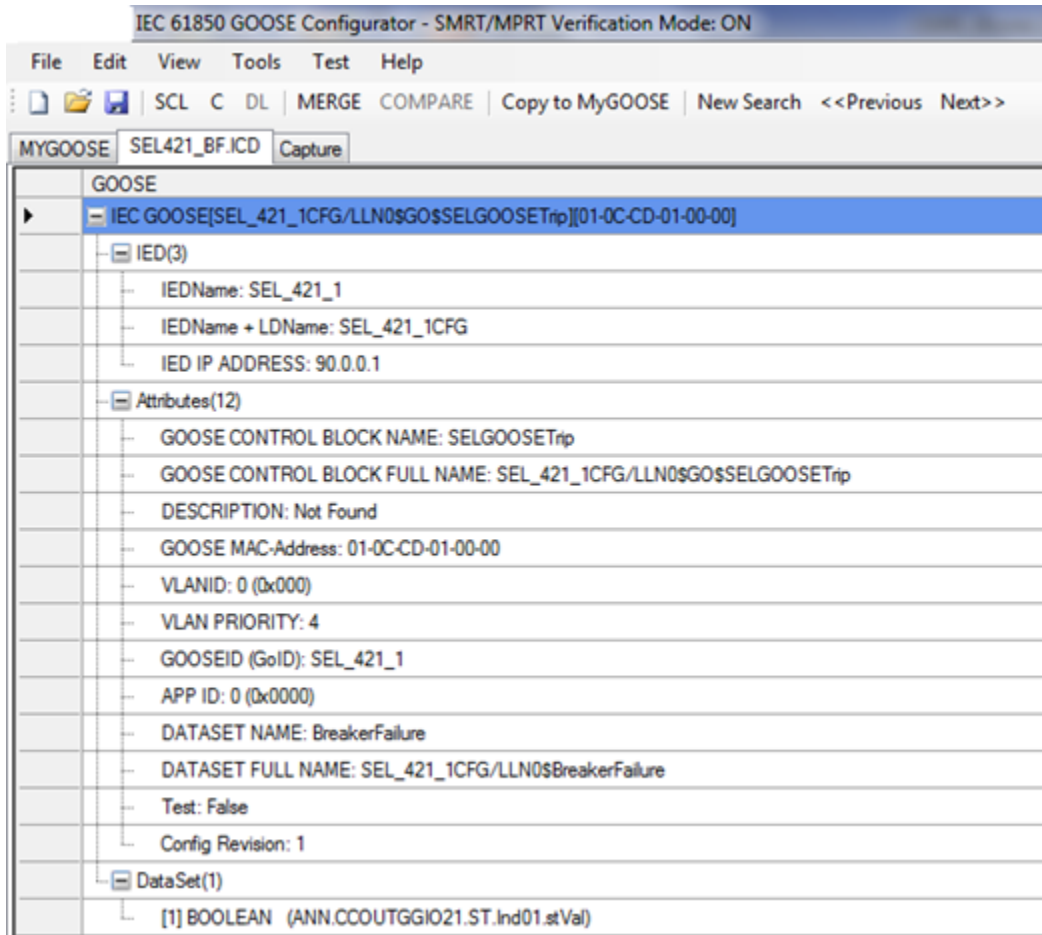 IEC 61850 GOOSE Configurator - SMRT/MPRT Verification Mode: ON
File Edit View Tools Test Help
SCL C DL MERGE COMPARE Copy to MyGOOSE New Search <<Previous Next>>
MYGOOSE SEL421_BF.ICD Capture
GOOSE
IEC GOOSE[SEL_421_1CFG/LLN0$GO$SELGOOSETrip][01-0C-CD-01-00-00]
IED(3)
IEDName: SEL_421_1
IEDName + LDName: SEL_421_1CFG
IED IP ADDRESS: 90.0.0.1
Attributes(12)
GOOSE CONTROL BLOCK NAME: SELGOOSETrip
GOOSE CONTROL BLOCK FULL NAME: SEL_421_1CFG/LLN0$GO$SELGOOSETrip
DESCRIPTION: Not Found
GOOSE MAC-Address: 01-0C-CD-01-00-00
VLANID: 0 (0x000)
VLAN PRIORITY: 4
GOOSEID (GoID): SEL_421_1
APP ID: 0 (0x0000)
DATASET NAME: BreakerFailure
DATASET FULL NAME: SEL_421_1CFG/LLN0$BreakerFailure
Test: False
Config Revision: 1
DataSet(1)
[1] BOOLEAN (ANN.CCOUTGGIO21.ST.Ind01.stVal)